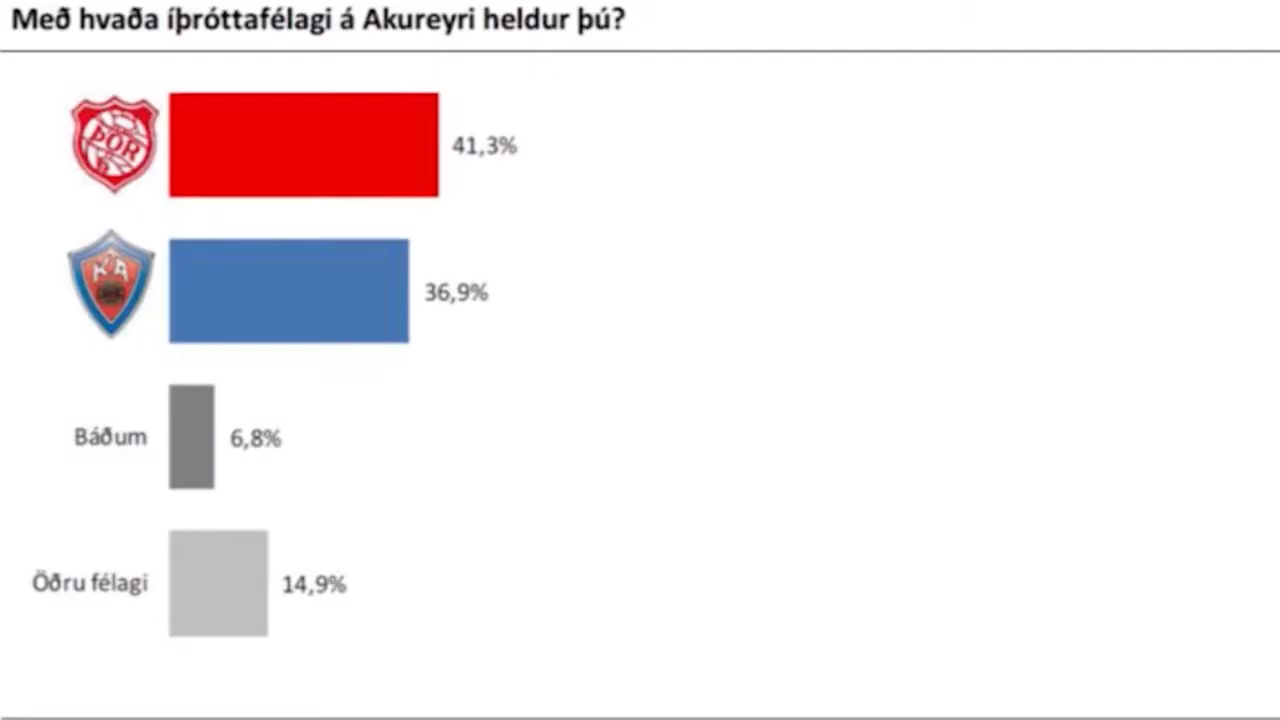 Með hvaða íþróttafélagi á Akureyri heldur þú?
ÞÓR
41,3%
KA
36,9%
Báðum
6,8%
Öðru félagi
14,9%